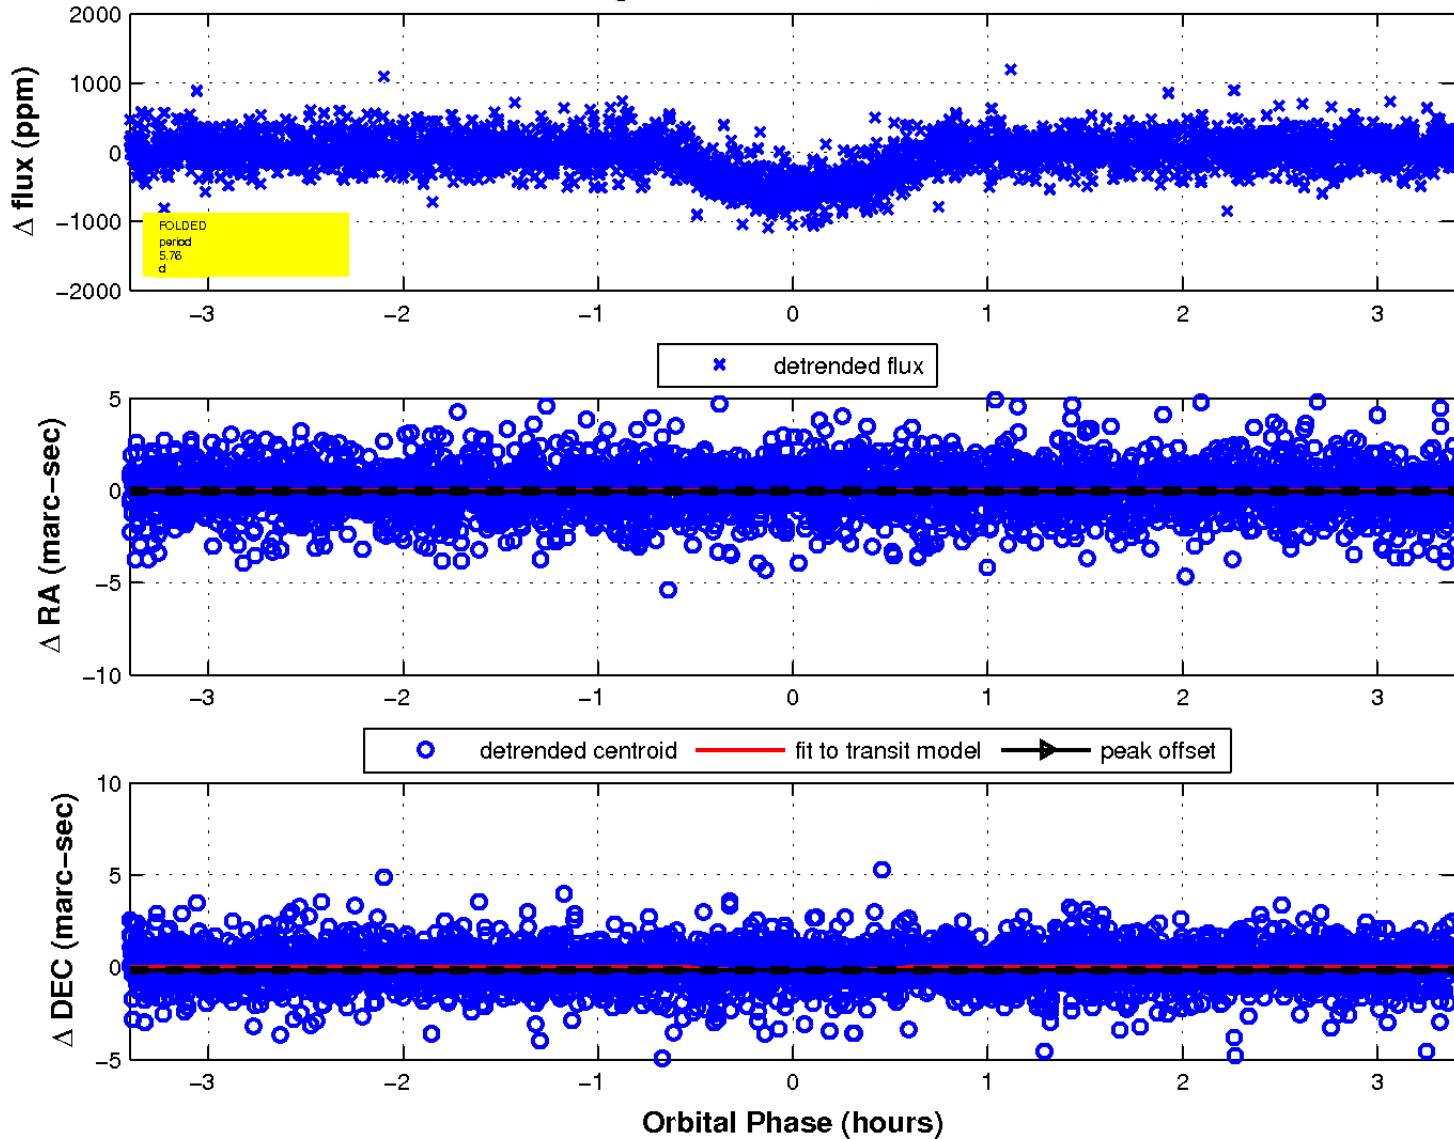 2000
1000
0
−1000
−2000
Δ flux (ppm)
FOLDED
period
5.76
d
−3 −2 −1 0 1 2 3
detrended flux
5
0
−5
−10
Δ RA (marc−sec)
−3 −2 −1 0 1 2 3
detrended centroid fit to transit model peak offset
10
5
0
−5
Δ DEC (marc−sec)
−3 −2 −1 0 1 2 3
Orbital Phase (hours)